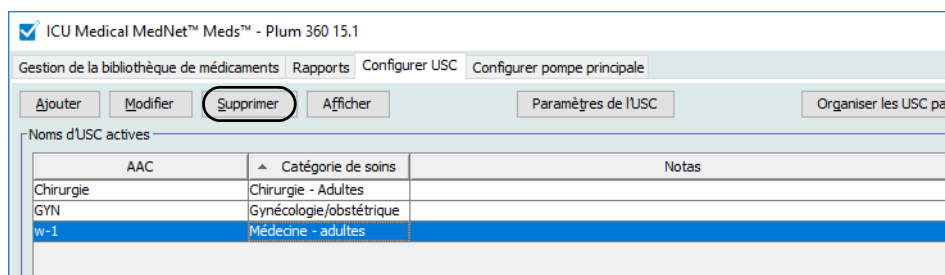 ICU Medical MedNet™ Meds™ - Plum 360 15.1
Gestion de la bibliothèque de médicaments Rapports Configurer USC Configurer pompe principale
Ajouter Modifier Supprimer Afficher Paramètres de l'USC Organiser les USC pa
Noms d'USC actives
AAC Catégorie de soins Notas
Chirurgie Chirurgie - Adultes
GYN Gynécologie/obstétrique
w-1 Médecine - adultes